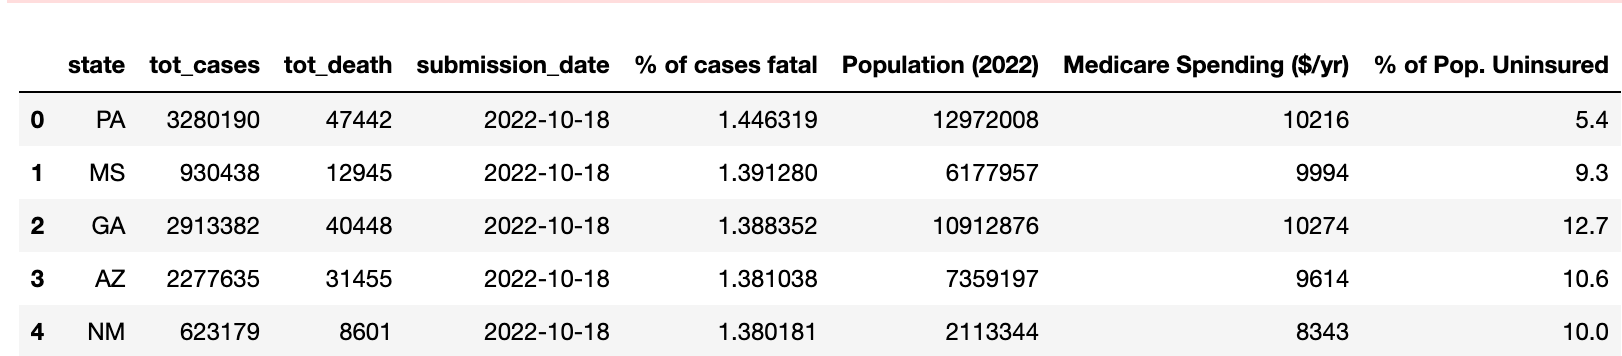 state tot_cases tot_death submission_date % of cases fatal Population (2022) Medicare Spending ($/yr) % of Pop. Uninsured
0 PA 3280190 47442 2022-10-18 1.446319 12972008 10216 5.4
1 MS 930438 12945 2022-10-18 1.391280 6177957 9994 9.3
2 GA 2913382 40448 2022-10-18 1.388352 10912876 10274 12.7
3 AZ 2277635 31455 2022-10-18 1.381038 7359197 9614 10.6
4 NM 623179 8601 2022-10-18 1.380181 2113344 8343 10.0